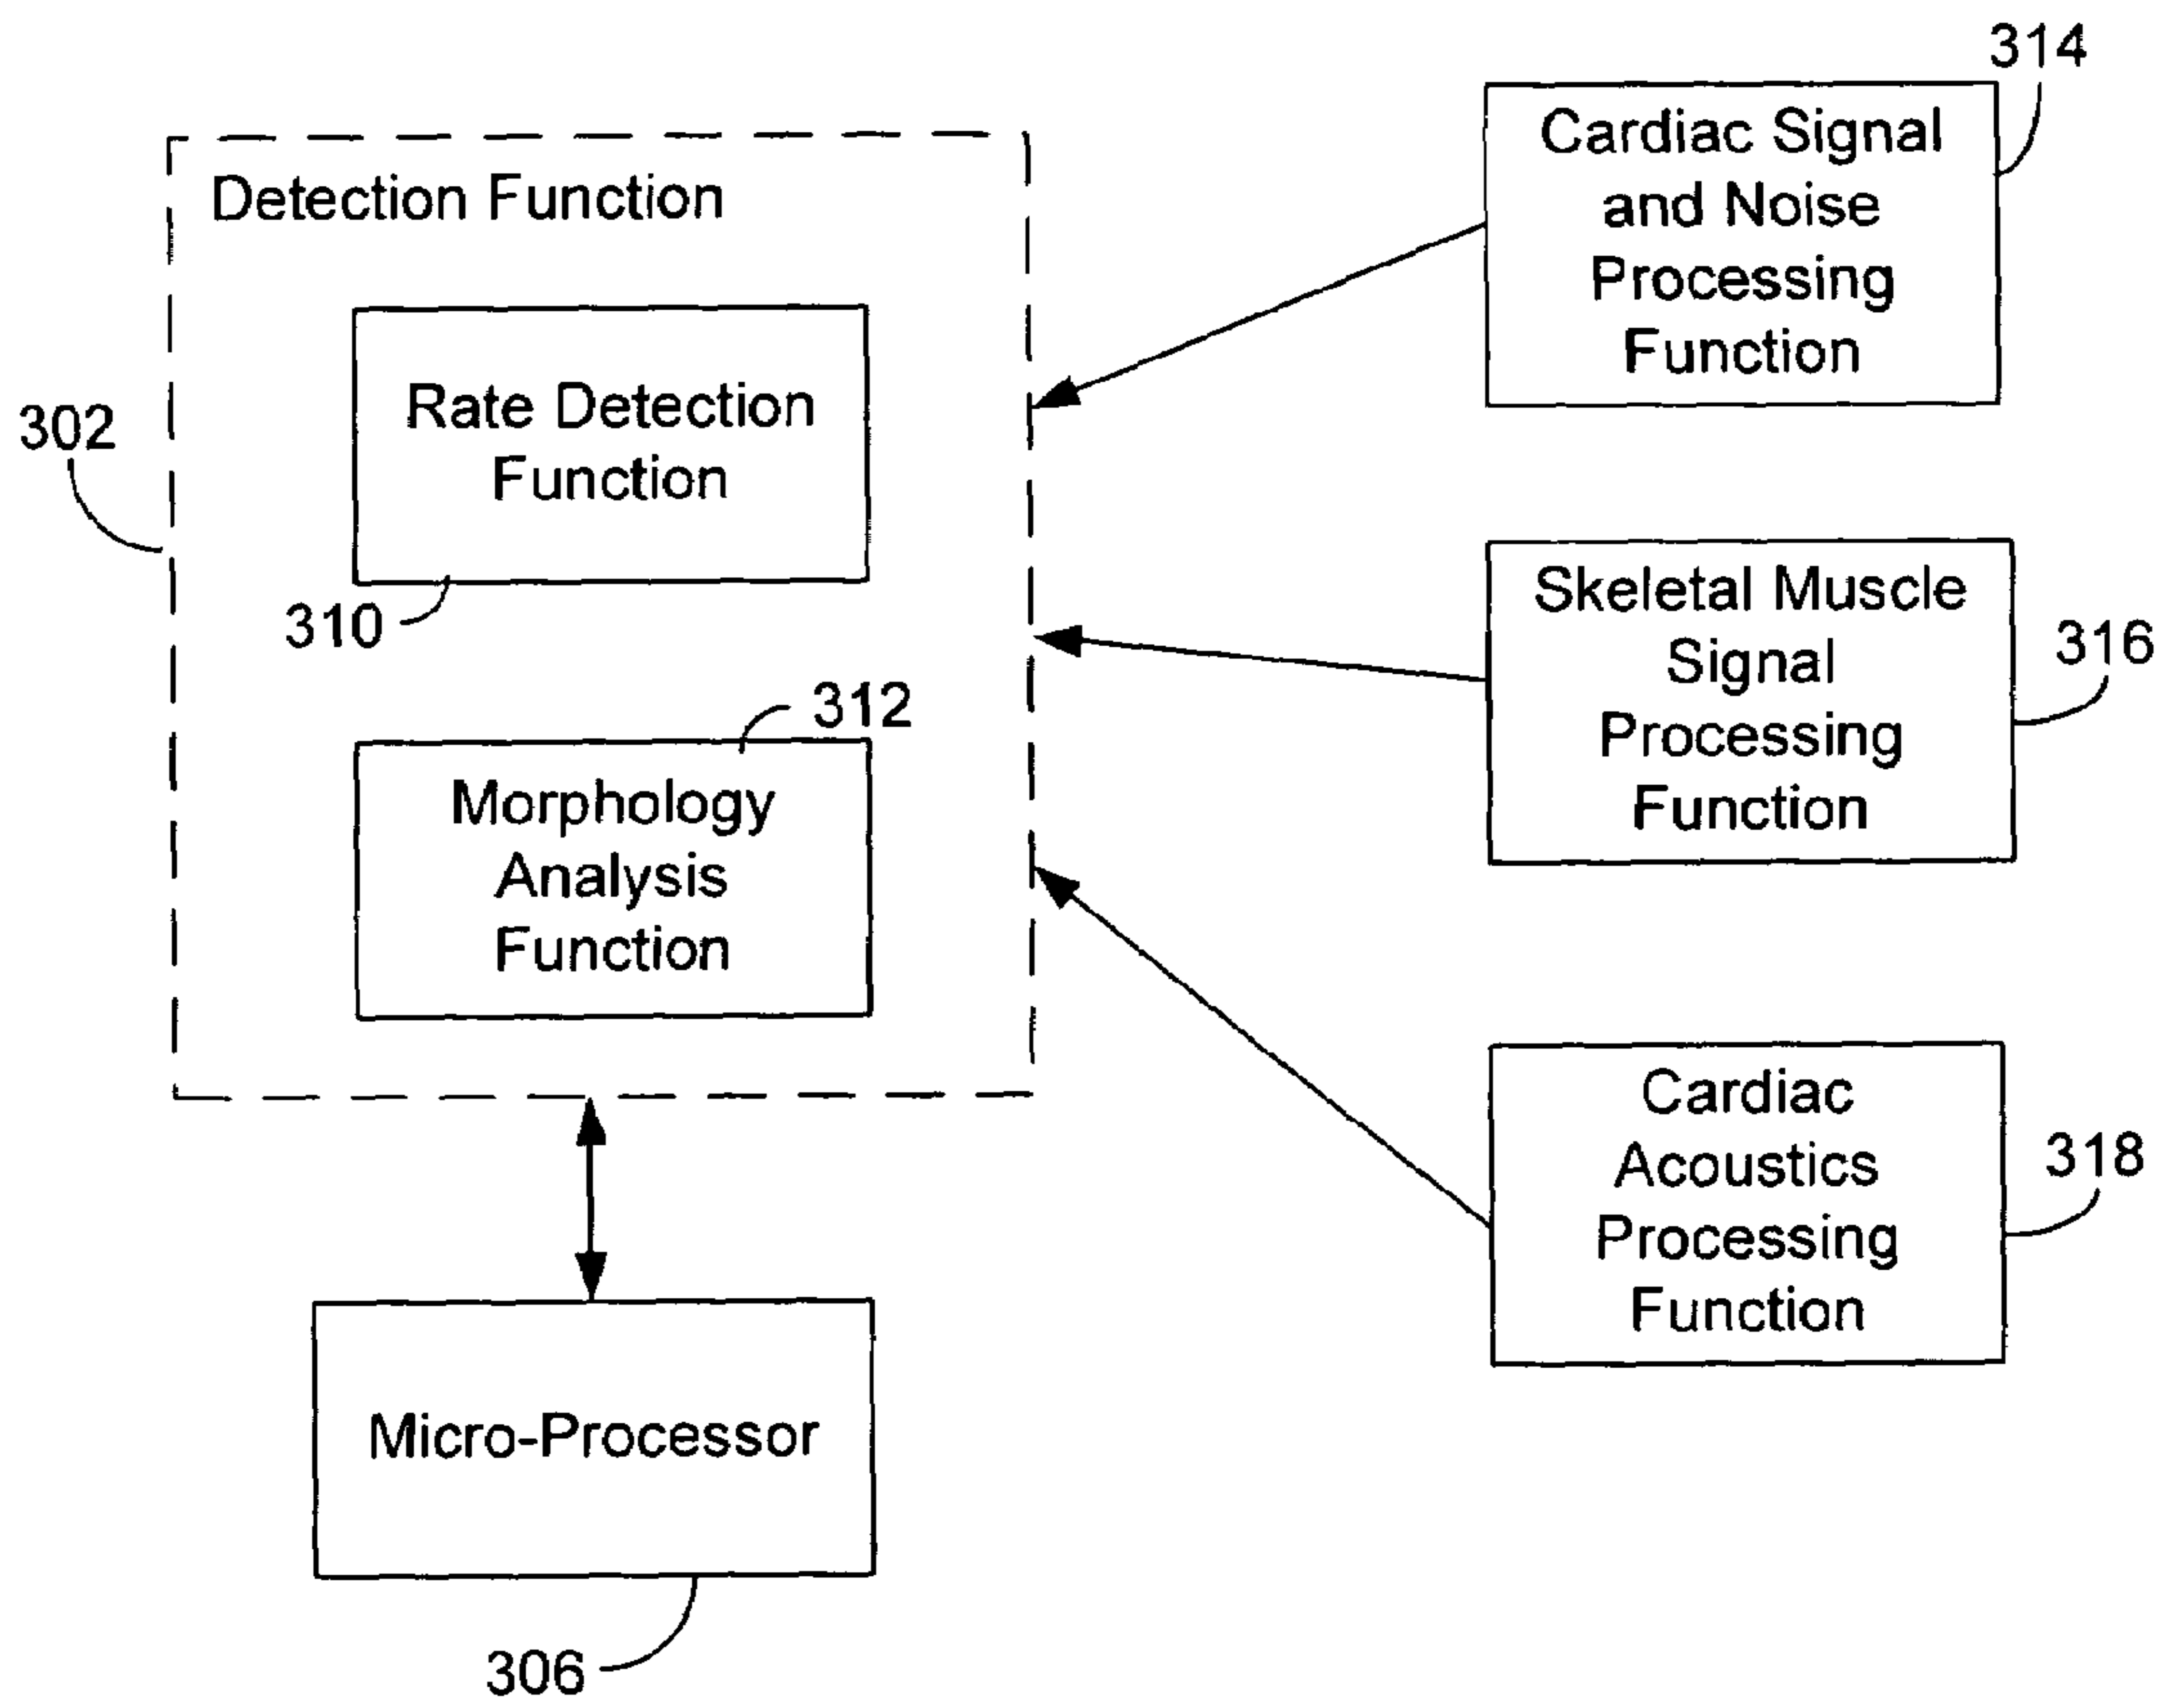 314
Cardiac Signal
and Noise
Processing
Function
Detection Function
Rate Detection
Function
302
310
Skeletal Muscle
Signal
Processing
Function
316
312
Morphology
Analysis
Function
Cardiac
Acoustics
Processing
Function
318
Micro-Processor
306